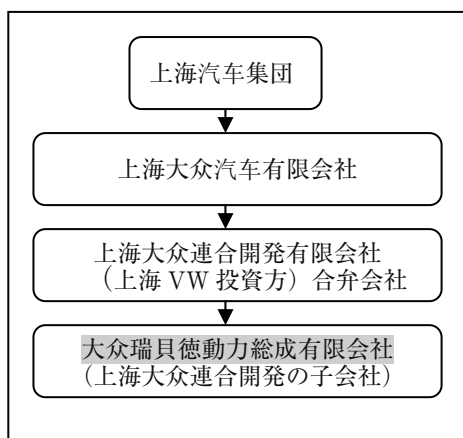 上海汽车集団
上海大众汽车有限会社
上海大众連合開発有限会社
（上海 VW 投資方）合弁会社
大众瑞貝徳動力総成有限会社
(上海大众連合開発の子会社）